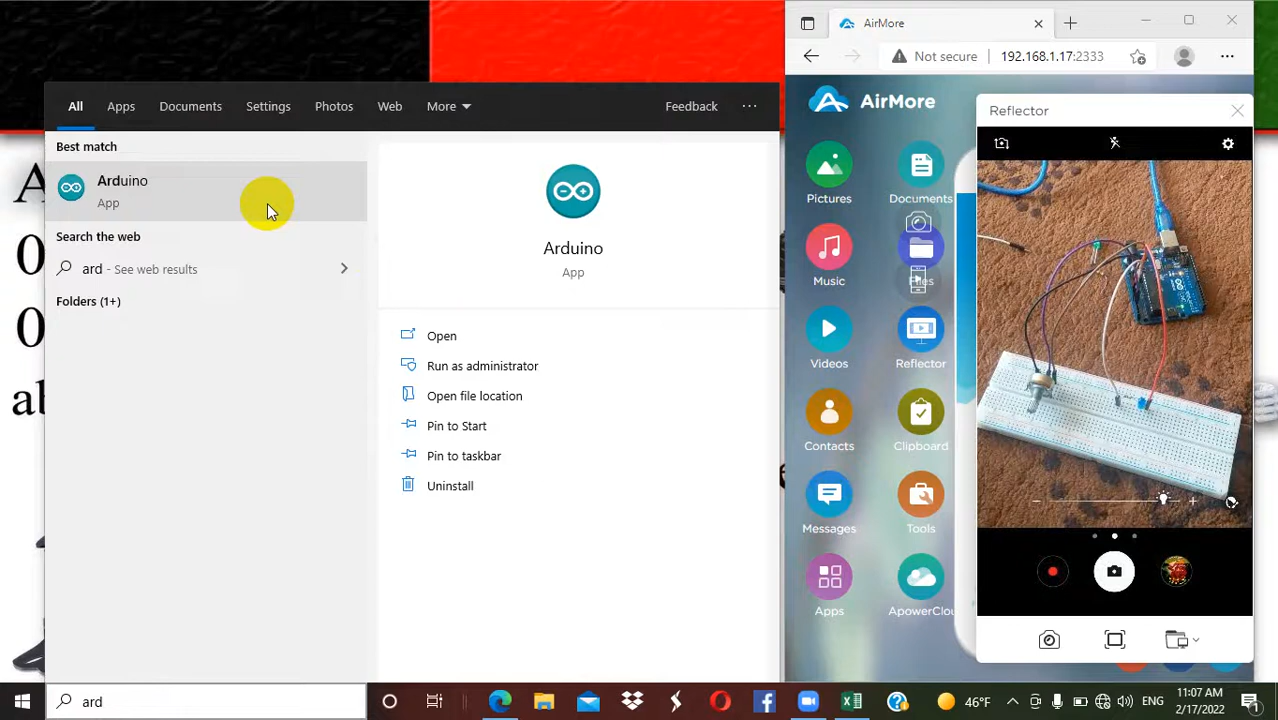 All Apps Documents Settings Photos Web More Feedback ...
Best match
Arduino
App
Search the web
ard - See web results
Folders (1+)
Arduino
App
Open
Run as administrator
Open file location
Pin to Start
Pin to taskbar
Uninstall
AirMore
Not secure 192.168.1.17:2333
AirMore
Pictures
Documents
Music
Files
Videos
Reflector
Contacts
Clipboard
Messages
Tools
Apps
ApowerClou
Reflector
ard
46°F ENG
11:07 AM
2/17/2022